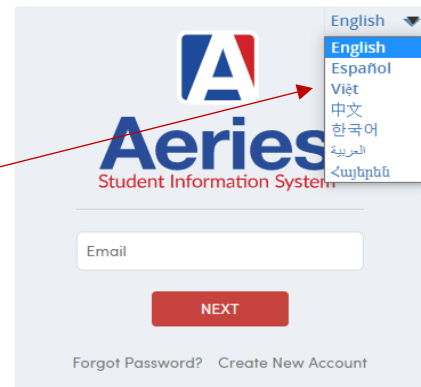 English
English
Español
Việt
中文
한국어
العربية
Հայերեն
Aeries
Student Information System
Email
NEXT
Forgot Password? Create New Account